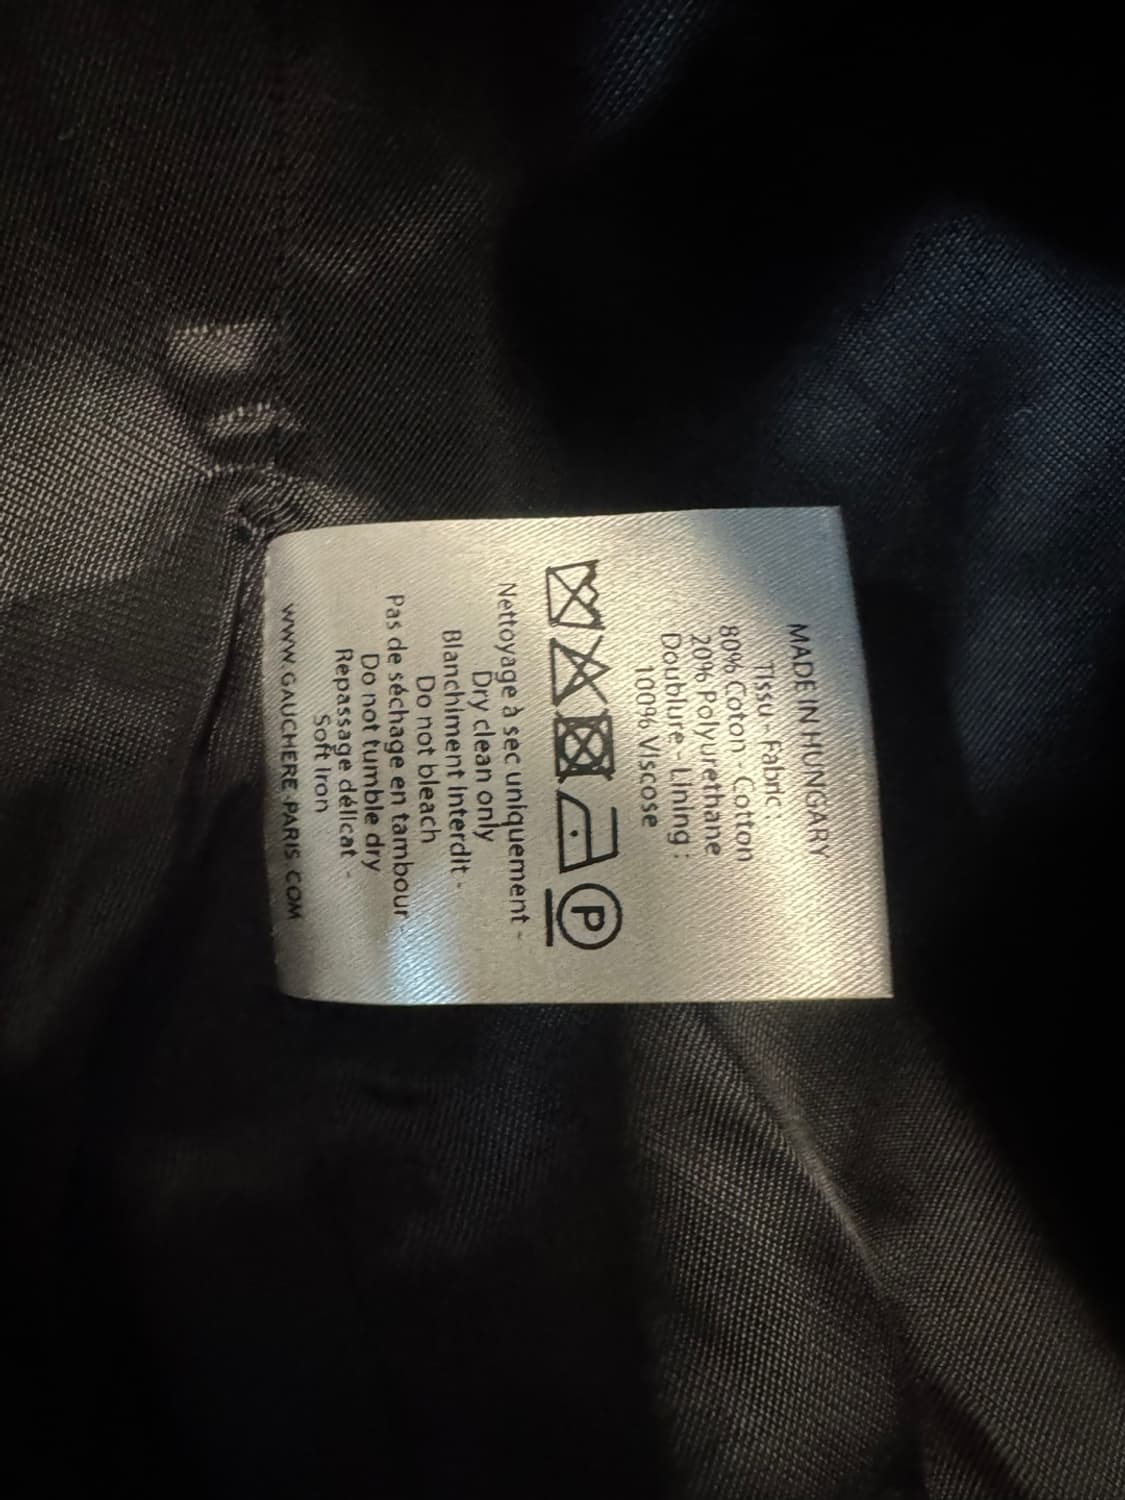 MADE IN HUNGARY
Tissu - Fabric :
80% Coton - Cotton
20% Polyurethane
Doublure - Lining :
100% Viscose
P
Nettoyage à sec uniquement -
Dry clean only
Blanchiment interdit -
Do not bleach
Pas de séchage en tambour -
Do not tumble dry
Repassage délicat -
Soft iron
WWW.GAUCHERE.PARIS.COM